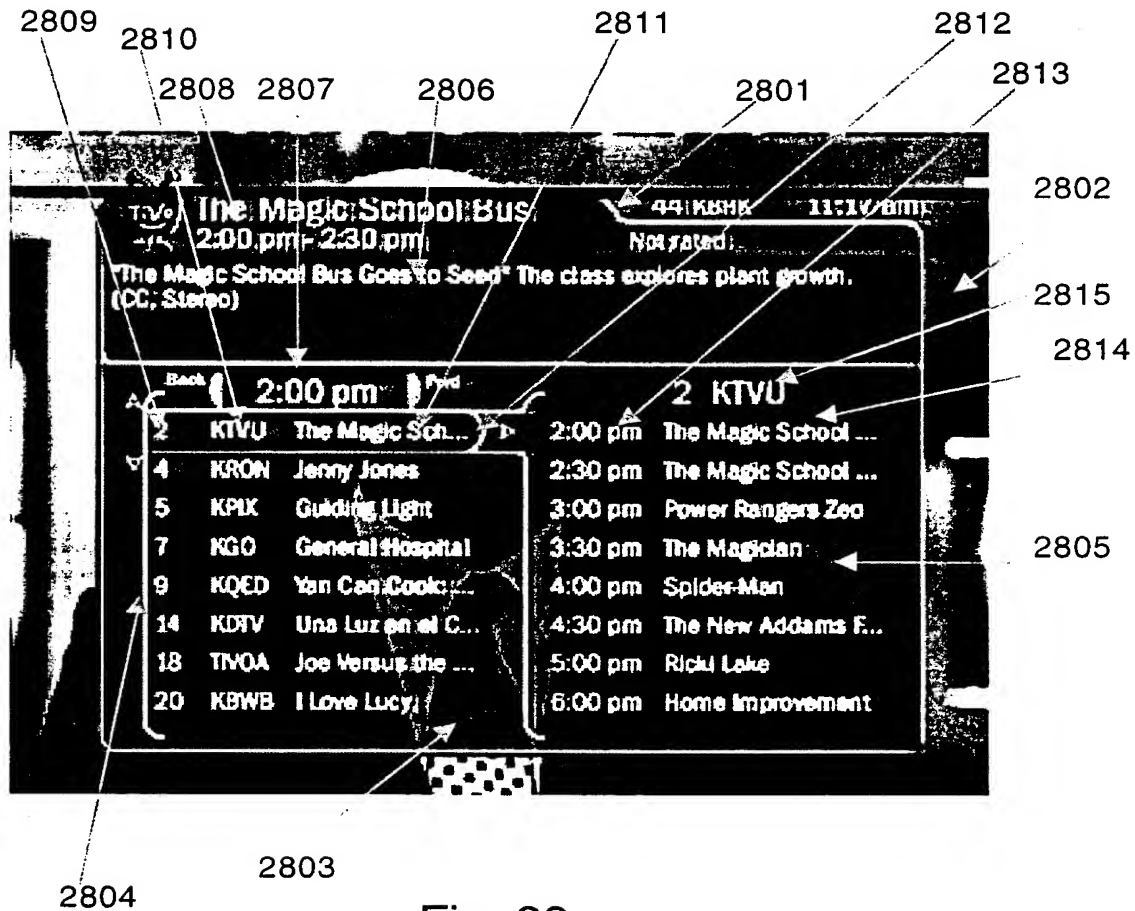 2809 2810 2811 2812
2808 2807 2806 2801 2813
2802
2815
2814
2805
2803
2804
TiVo The Magic School Bus 44 KBHK
2:00 pm - 2:30 pm Not rated
"The Magic School Bus Goes to Seed" The class explores plant growth.
(CC, Stereo)
Back 2:00 pm Fwd 2 KTVU
2 KTVU The Magic Sch... 2:00 pm The Magic School ...
4 KRON Jenny Jones 2:30 pm The Magic School ...
5 KPIX Guiding Light 3:00 pm Power Rangers Zeo
7 KGO General Hospital 3:30 pm The Magician
9 KQED Yan Can Cook: ... 4:00 pm Spider-Man
14 KDTV Una Luz en el C... 4:30 pm The New Addams F...
18 TIVOA Joe Versus the ... 5:00 pm Ricki Lake
20 KBWB I Love Lucy 6:00 pm Home Improvement